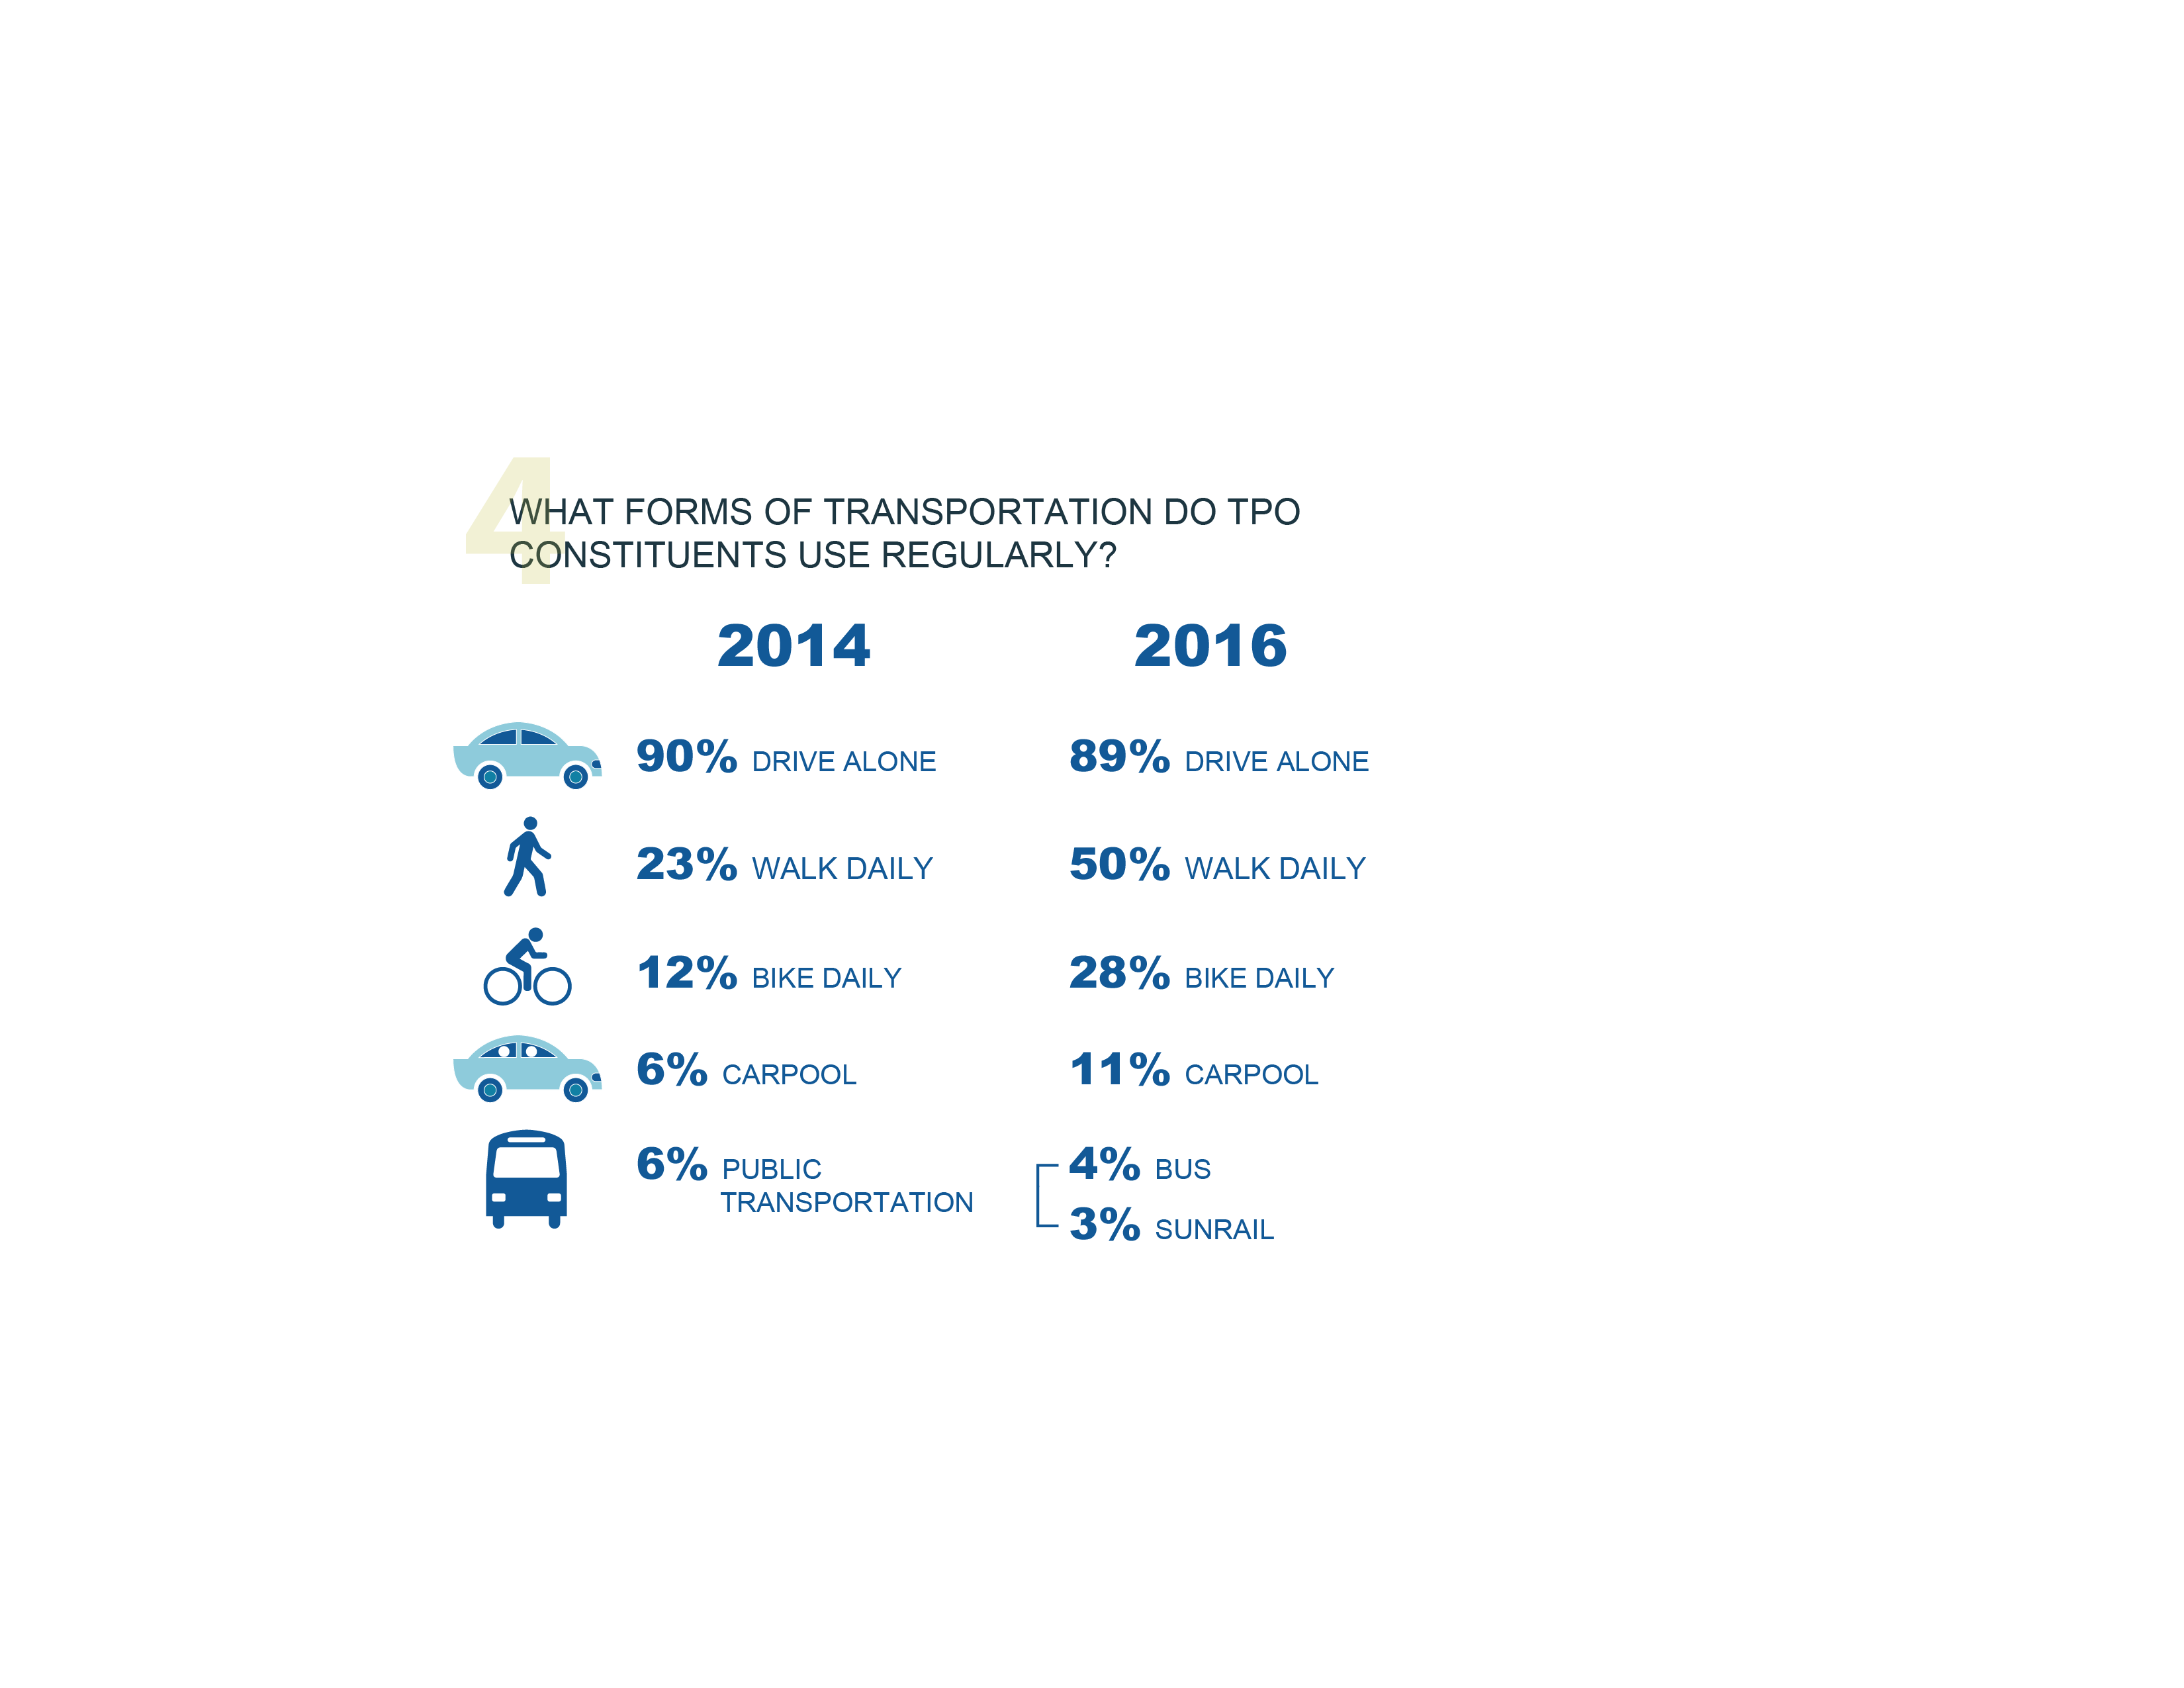 4
WHAT FORMS OF TRANSPORTATION DO TPO
CONSTITUENTS USE REGULARLY?
2014 2016
90% DRIVE ALONE 89% DRIVE ALONE
23% WALK DAILY 50% WALK DAILY
12% BIKE DAILY 28% BIKE DAILY
6% CARPOOL 11% CARPOOL
6% PUBLIC 4% BUS
TRANSPORTATION
3% SUNRAIL